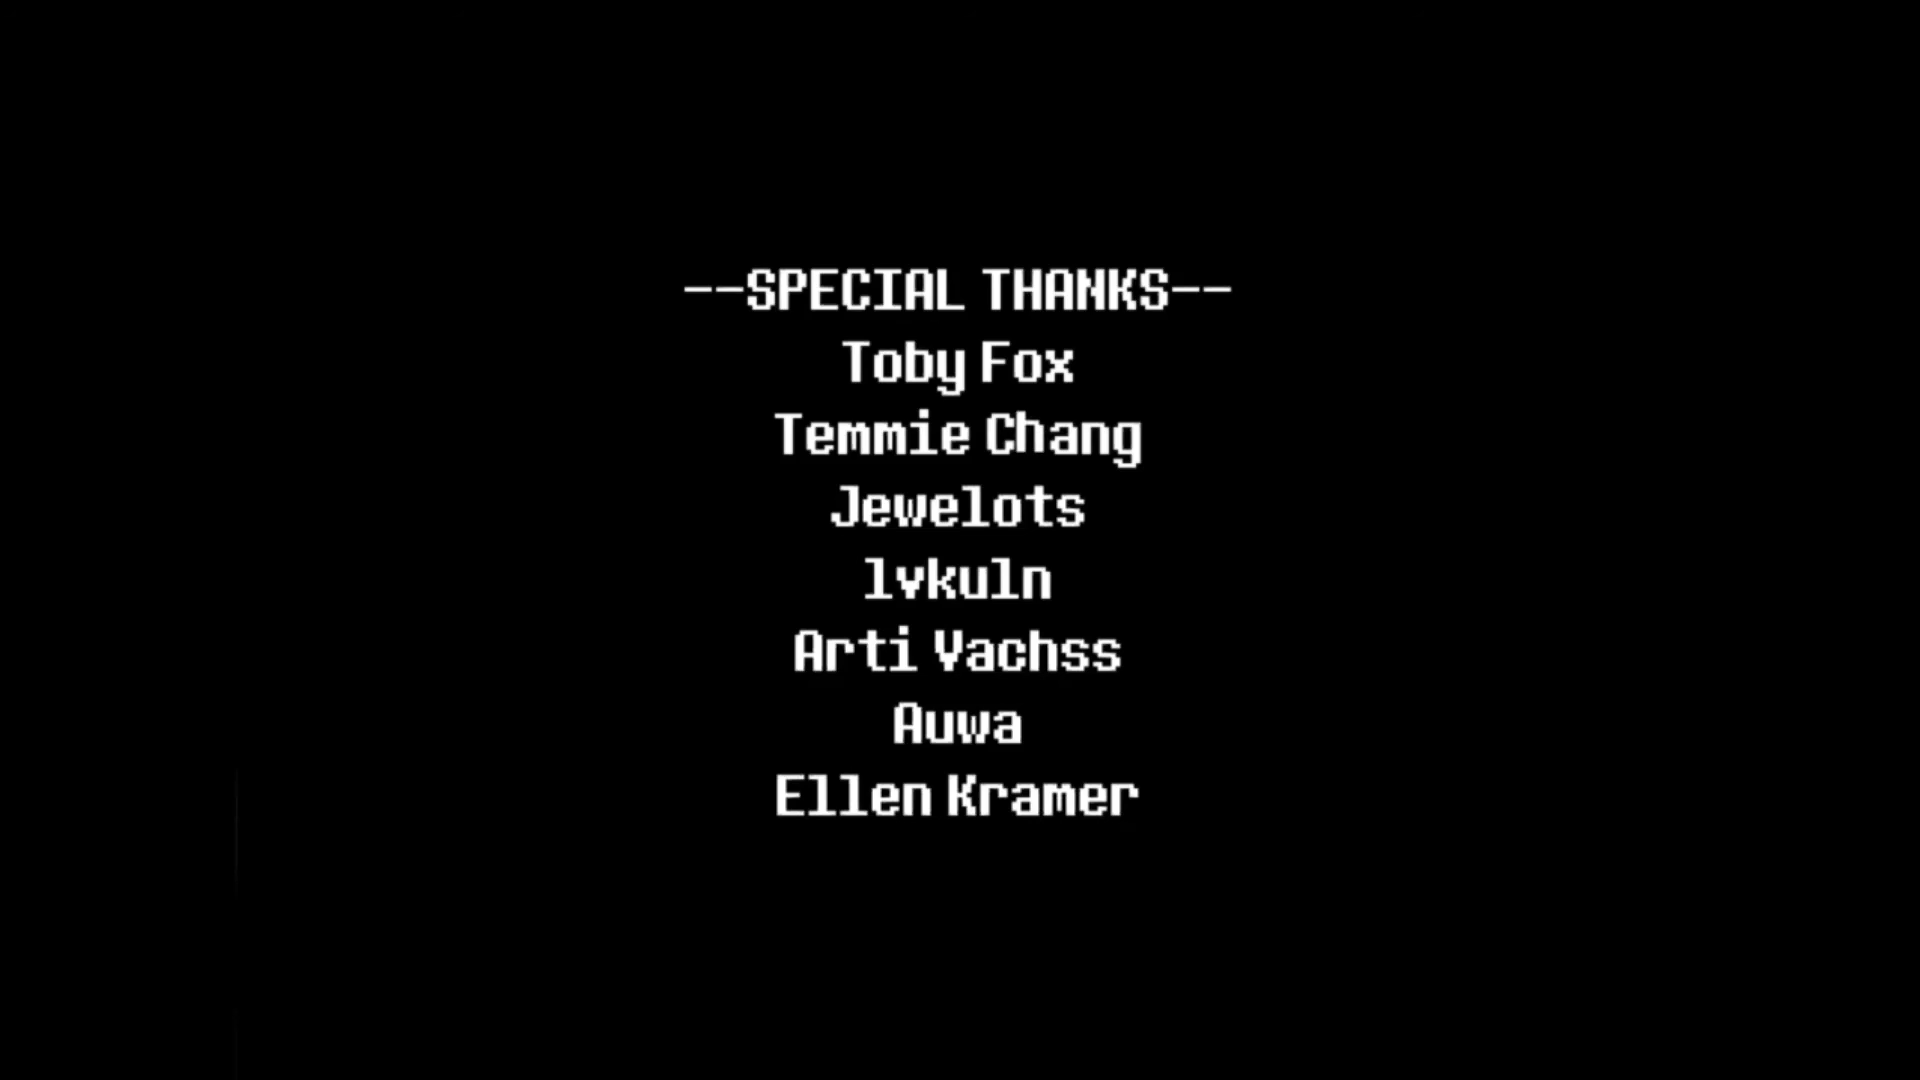 --SPECIAL THANKS--
Toby Fox
Temmie Chang
Jewelots
lvkuln
Arti Vachss
Auwa
Ellen Kramer